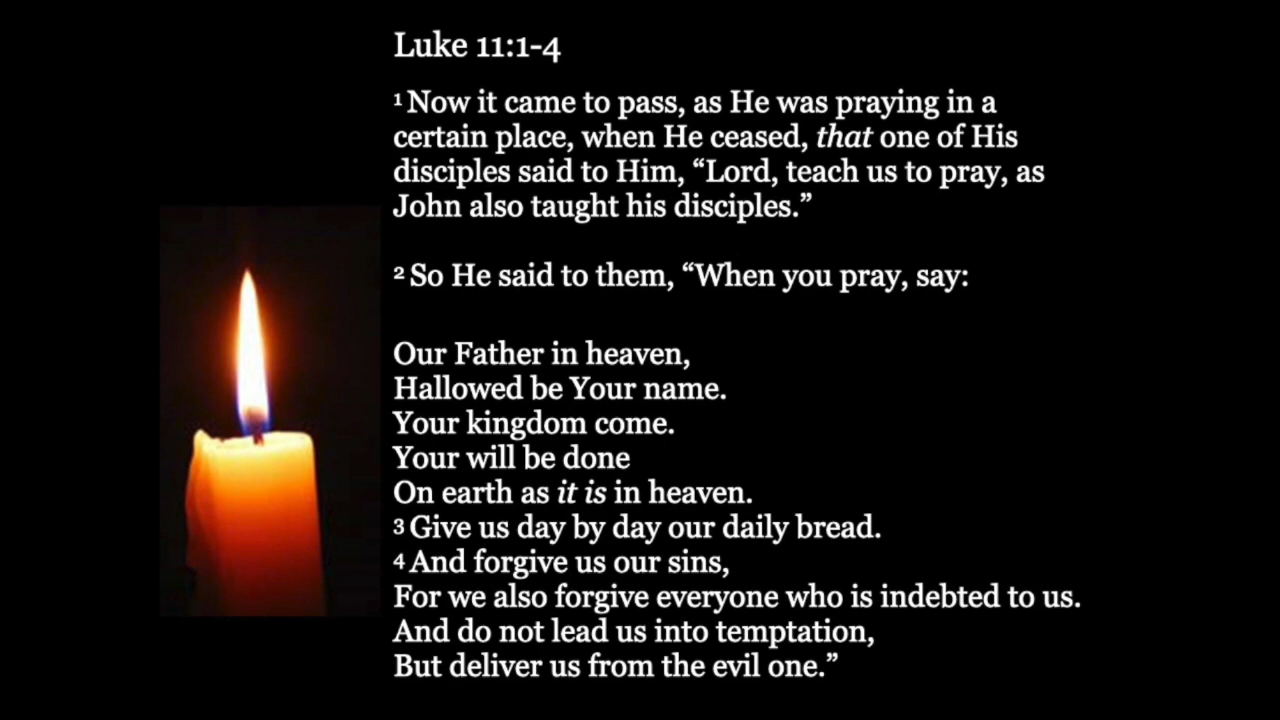 Luke 11:1-4
1 Now it came to pass, as He was praying in a
certain place, when He ceased, that one of His
disciples said to Him, “Lord, teach us to pray, as
John also taught his disciples.”
2 So He said to them, “When you pray, say:
Our Father in heaven,
Hallowed be Your name.
Your kingdom come.
Your will be done
On earth as it is in heaven.
3 Give us day by day our daily bread.
4 And forgive us our sins,
For we also forgive everyone who is indebted to us.
And do not lead us into temptation,
But deliver us from the evil one.”